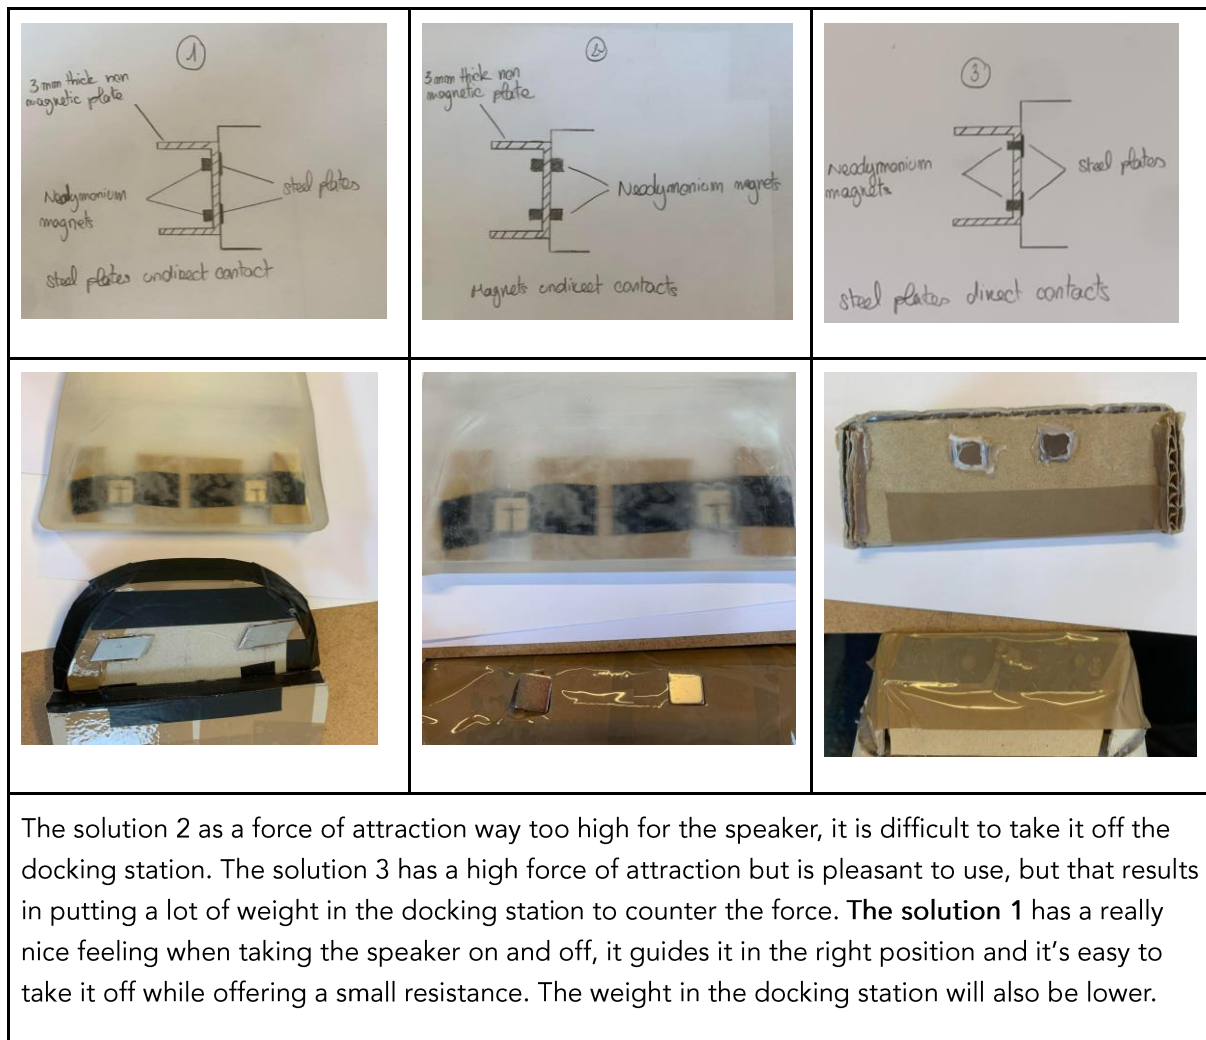 1
3mm thick non
magnetic plate
Neodymonium
magnets
steel plates
steel plates undirect contact
2
3mm thick non
magnetic plate
Neodymonium magnets
Magnets undirect contacts
3
Neodymonium
magnets
steel plates
steel plates direct contacts
The solution 2 as a force of attraction way too high for the speaker, it is difficult to take it off the
docking station. The solution 3 has a high force of attraction but is pleasant to use, but that results
in putting a lot of weight in the docking station to counter the force. The solution 1 has a really
nice feeling when taking the speaker on and off, it guides it in the right position and it’s easy to
take it off while offering a small resistance. The weight in the docking station will also be lower.